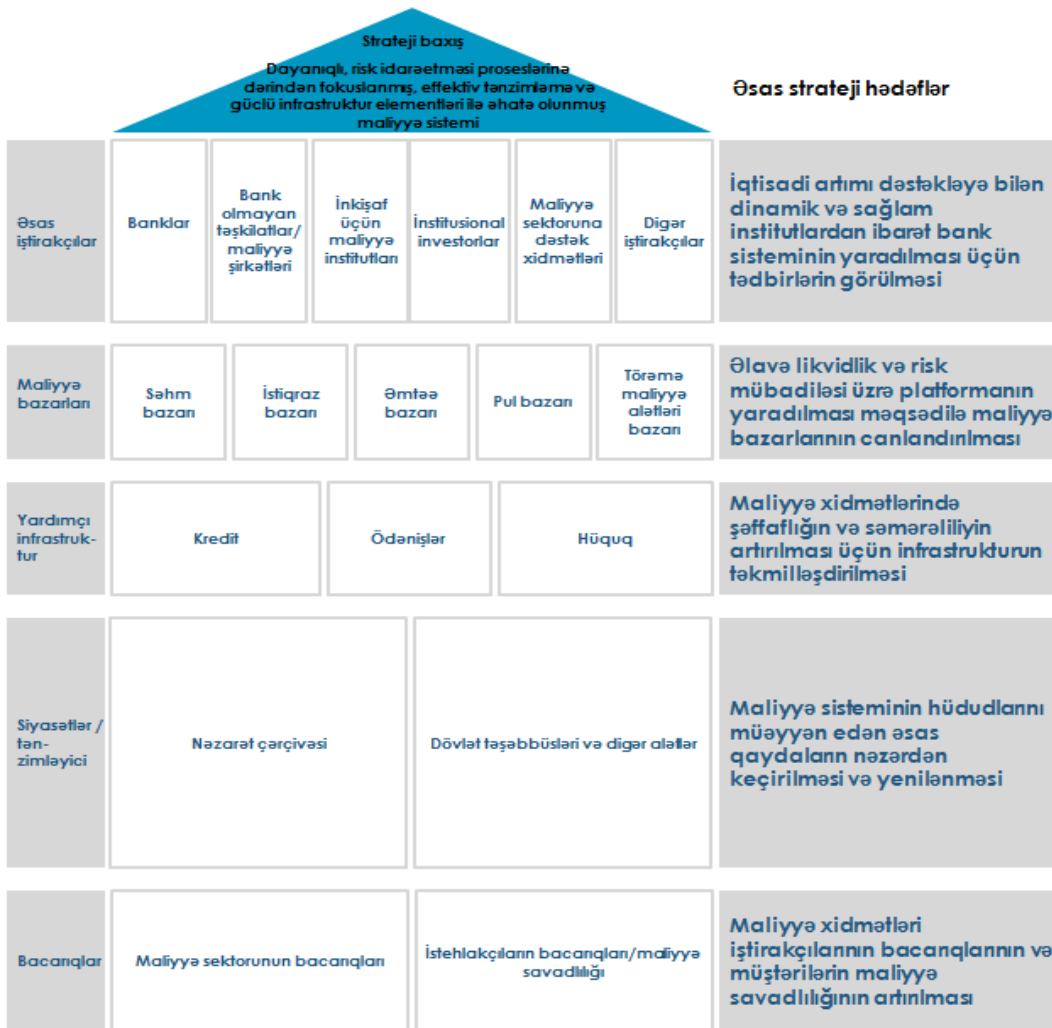 Strateji baxış
Dayanıqlı, risk idarəetməsi proseslərinə
dərindən fokuslanmış, effektiv tənzimləmə və
güclü infrastruktur elementləri ilə əhatə olunmuş
maliyyə sistemi
Əsas strateji hədəflər
Əsas
iştirakçılar
Banklar
Bank
olmayan
təşkilatlar/
maliyyə
şirkətləri
İnkişaf
üçün
maliyyə
institutları
İnstitusional
investorlar
Maliyyə
sektoruna
dəstək
xidmətləri
Digər
iştirakçılar
İqtisadi artımı dəstəkləyə bilən
dinamik və sağlam
institutlardan ibarət bank
sisteminin yaradılması üçün
tədbirlərin görülməsi
Maliyyə
bazarları
Səhm
bazarı
İstiqraz
bazarı
Əmtəə
bazarı
Pul bazarı
Törəmə
maliyyə
alətləri
bazarı
Əlavə likvidlik və risk
mübadiləsi üzrə platformanın
yaradılması məqsədilə maliyyə
bazarlarının canlandırılması
Yardımçı
infrastruk-
tur
Kredit
Ödənişlər
Hüquq
Maliyyə xidmətlərində
şəffaflığın və səmərəliliyin
artırılması üçün infrastrukturun
təkmilləşdirilməsi
Siyasətlər /
tən-
zimləyici
Nəzarət çərçivəsi
Dövlət təşəbbüsləri və digər alətlər
Maliyyə sisteminin hüdudlarını
müəyyən edən əsas
qaydaların nəzərdən
keçirilməsi və yenilənməsi
Bacarıqlar
Maliyyə sektorunun bacarıqları
İstehlakçıların bacarıqları/maliyyə
savadlılığı
Maliyyə xidmətləri
iştirakçılarının bacarıqlarının və
müştərilərin maliyyə
savadlılığının artırılması